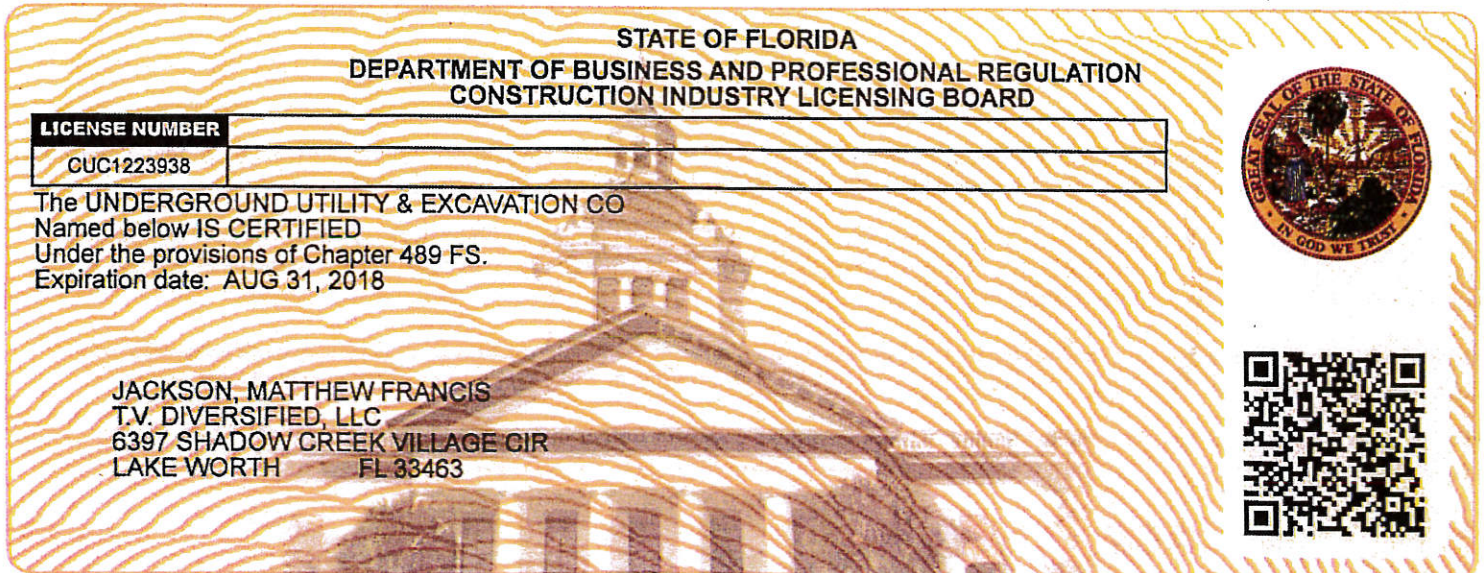 STATE OF FLORIDA
DEPARTMENT OF BUSINESS AND PROFESSIONAL REGULATION
CONSTRUCTION INDUSTRY LICENSING BOARD
LICENSE NUMBER
CUC1223938
The UNDERGROUND UTILITY & EXCAVATION CO
Named below IS CERTIFIED
Under the provisions of Chapter 489 FS.
Expiration date: AUG 31, 2018
JACKSON, MATTHEW FRANCIS
T.V. DIVERSIFIED, LLC
6397 SHADOW CREEK VILLAGE CIR
LAKE WORTH FL 33463
GREAT SEAL OF THE STATE OF FLORIDA
IN GOD WE TRUST